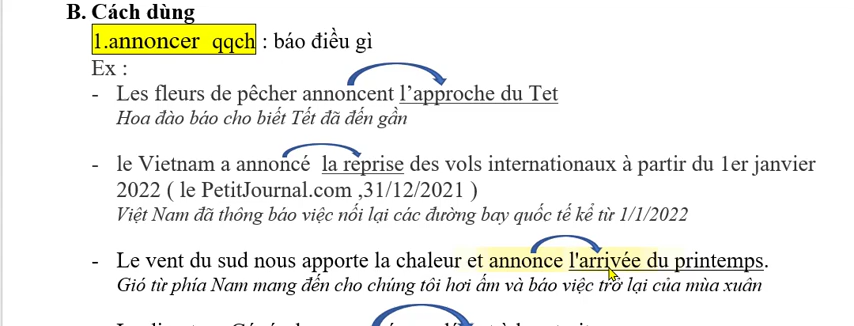 B. Cách dùng
1.annoncer qqch : báo điều gì
Ex :
- Les fleurs de pêcher annoncent l’approche du Tet
Hoa đào báo cho biết Tết đã đến gần
- le Vietnam a annoncé la reprise des vols internationaux à partir du 1er janvier
2022 ( le PetitJournal.com ,31/12/2021 )
Việt Nam đã thông báo việc nối lại các đường bay quốc tế kể từ 1/1/2022
- Le vent du sud nous apporte la chaleur et annonce l'arrivée du printemps.
Gió từ phía Nam mang đến cho chúng tôi hơi ấm và báo việc trở lại của mùa xuân